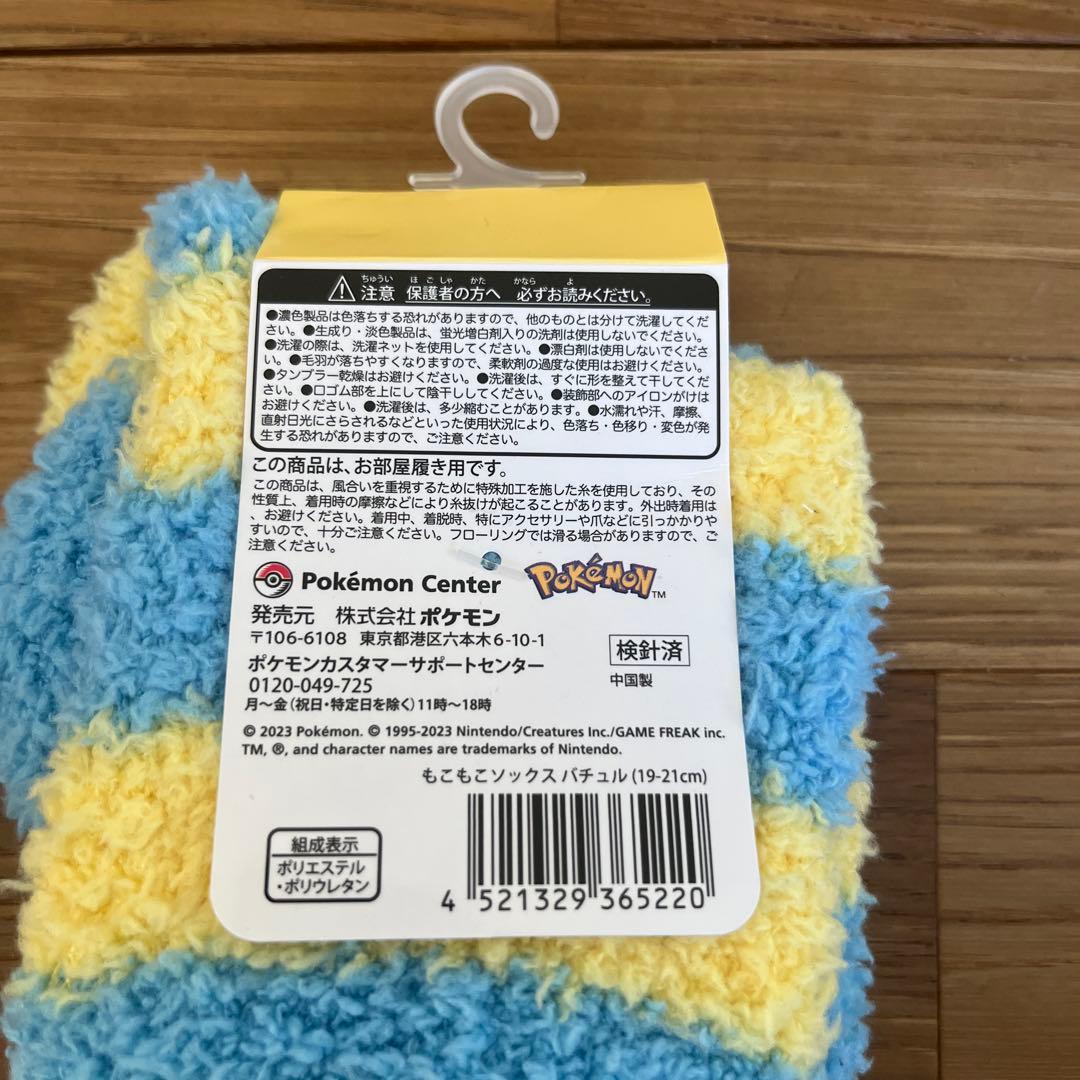 注意 保護者の方へ 必ずお読みください。
ちゅうい ほ ご しゃ かた かなら よ
●濃色製品は色落ちする恐れがありますので、他のものとは分けて洗濯してくだ
さい。●生成り・淡色製品は、蛍光増白剤入りの洗剤は使用しないでください。
●洗濯の際は、洗濯ネットを使用してください。●漂白剤は使用しないでくださ
い。●毛羽が落ちやすくなりますので、柔軟剤の過度な使用はお避けください。
●タンブラー乾燥はお避けください。●洗濯後は、すぐに形を整えて干してくだ
さい。●口ゴム部を上にして陰干ししてください。●装飾部へのアイロンがけは
お避けください。●洗濯後は、多少縮むことがあります。●水濡れや汗、摩擦、
直射日光にさらされるなどといった使用状況により、色落ち・色移り・変色が発
生する恐れがありますので、ご注意ください。
この商品は、お部屋履き用です。
この商品は、風合いを重視するために特殊加工を施した糸を使用しており、その
性質上、着用時の摩擦などにより糸抜けが起こることがあります。外出時着用は
、お避けください。着用中、着脱時、特にアクセサリーや爪などに引っかかりや
すいので、十分ご注意ください。フローリングでは滑る場合がありますので、ご
注意ください。
Pokémon Center POKéMON™
発売元 株式会社ポケモン
〒106-6108 東京都港区六本木6-10-1
ポケモンカスタマーサポートセンター
0120-049-725
月〜金(祝日・特定日を除く)11時〜18時
検針済
中国製
© 2023 Pokémon. © 1995-2023 Nintendo/Creatures Inc./GAME FREAK inc.
TM, ®, and character names are trademarks of Nintendo.
もこもこソックス バチュル (19-21cm)
組成表示
ポリエステル
・ポリウレタン
4 521329 365220